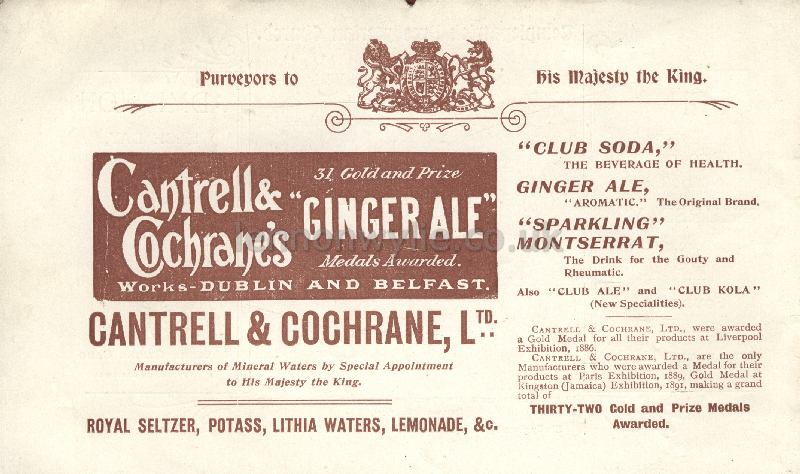 Purveyors to His Majesty the King.
Cantrell & Cochrane's
31 Gold and Prize
"GINGER ALE"
Medals Awarded.
Works-DUBLIN AND BELFAST.
CANTRELL & COCHRANE, LTD.
Manufacturers of Mineral Waters by Special Appointment
to His Majesty the King.
ROYAL SELTZER, POTASS, LITHIA WATERS, LEMONADE, &c.
"CLUB SODA,"
THE BEVERAGE OF HEALTH.
GINGER ALE,
"AROMATIC." The Original Brand,
"SPARKLING"
MONTSERRAT,
The Drink for the Gouty and
Rheumatic.
Also "CLUB ALE" and "CLUB KOLA"
(New Specialities).
CANTRELL & COCHRANE, LTD., were awarded
a Gold Medal for all their products at Liverpool
Exhibition, 1886.
CANTRELL & COCHRANE, LTD., are the only
Manufacturers who were awarded a Medal for their
products at Paris Exhibition, 1889, Gold Medal at
Kingston (Jamaica) Exhibition, 1891, making a grand
total of
THIRTY-TWO Gold and Prize Medals
Awarded.
lennonwylie.co.uk